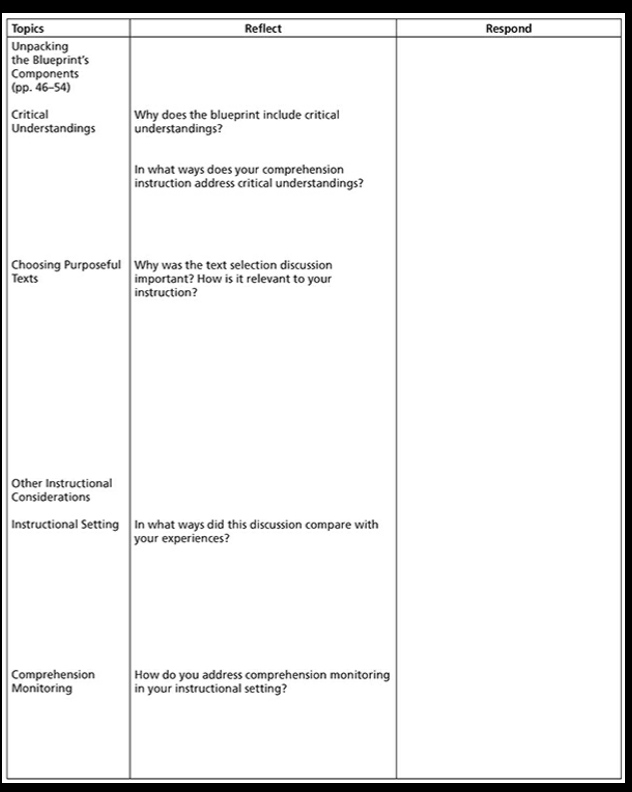 Topics
Reflect
Respond
Unpacking
the Blueprint's
Components
(pp. 46–54)
Critical
Understandings
Why does the blueprint include critical
understandings?
In what ways does your comprehension
instruction address critical understandings?
Choosing Purposeful
Texts
Why was the text selection discussion
important? How is it relevant to your
instruction?
Other Instructional
Considerations
Instructional Setting
In what ways did this discussion compare with
your experiences?
Comprehension
Monitoring
How do you address comprehension monitoring
in your instructional setting?